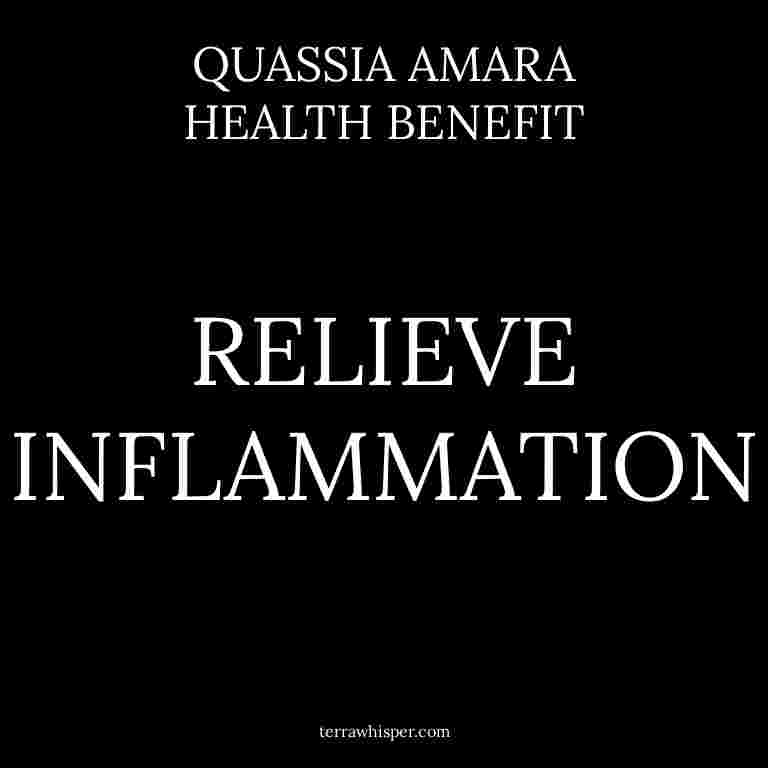 QUASSIA AMARA
HEALTH BENEFIT
RELIEVE
INFLAMMATION
terrawhisper.com